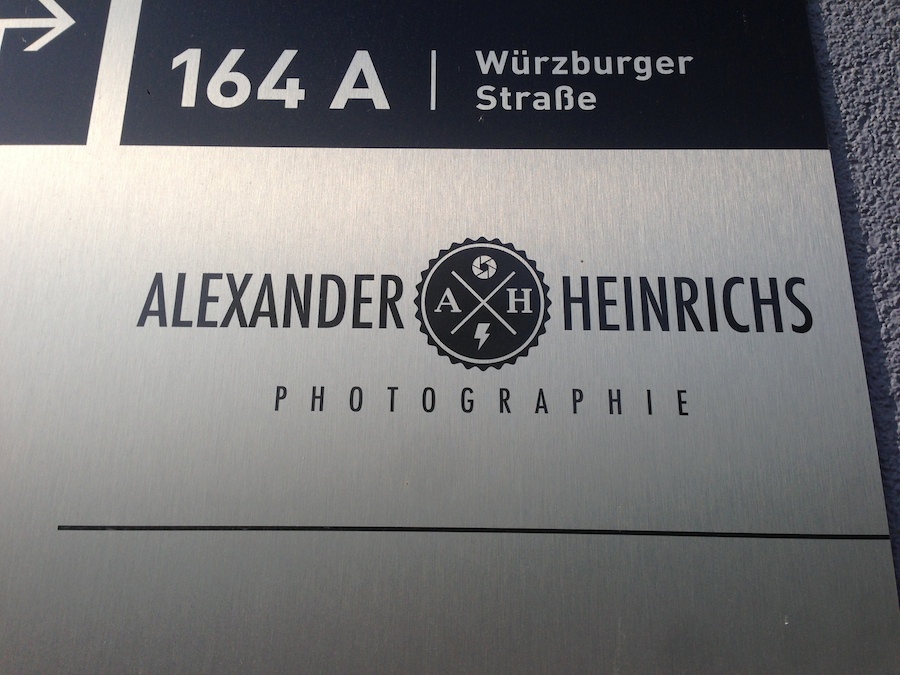 164 A | Würzburger
Straße
ALEXANDER A H HEINRICHS
PHOTOGRAPHIE